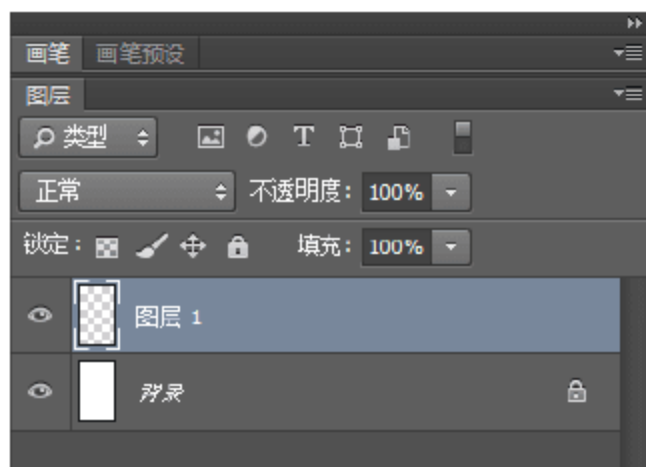 画笔 画笔预设
图层
类型
正常 不透明度: 100%
锁定: 填充: 100%
图层 1
背景